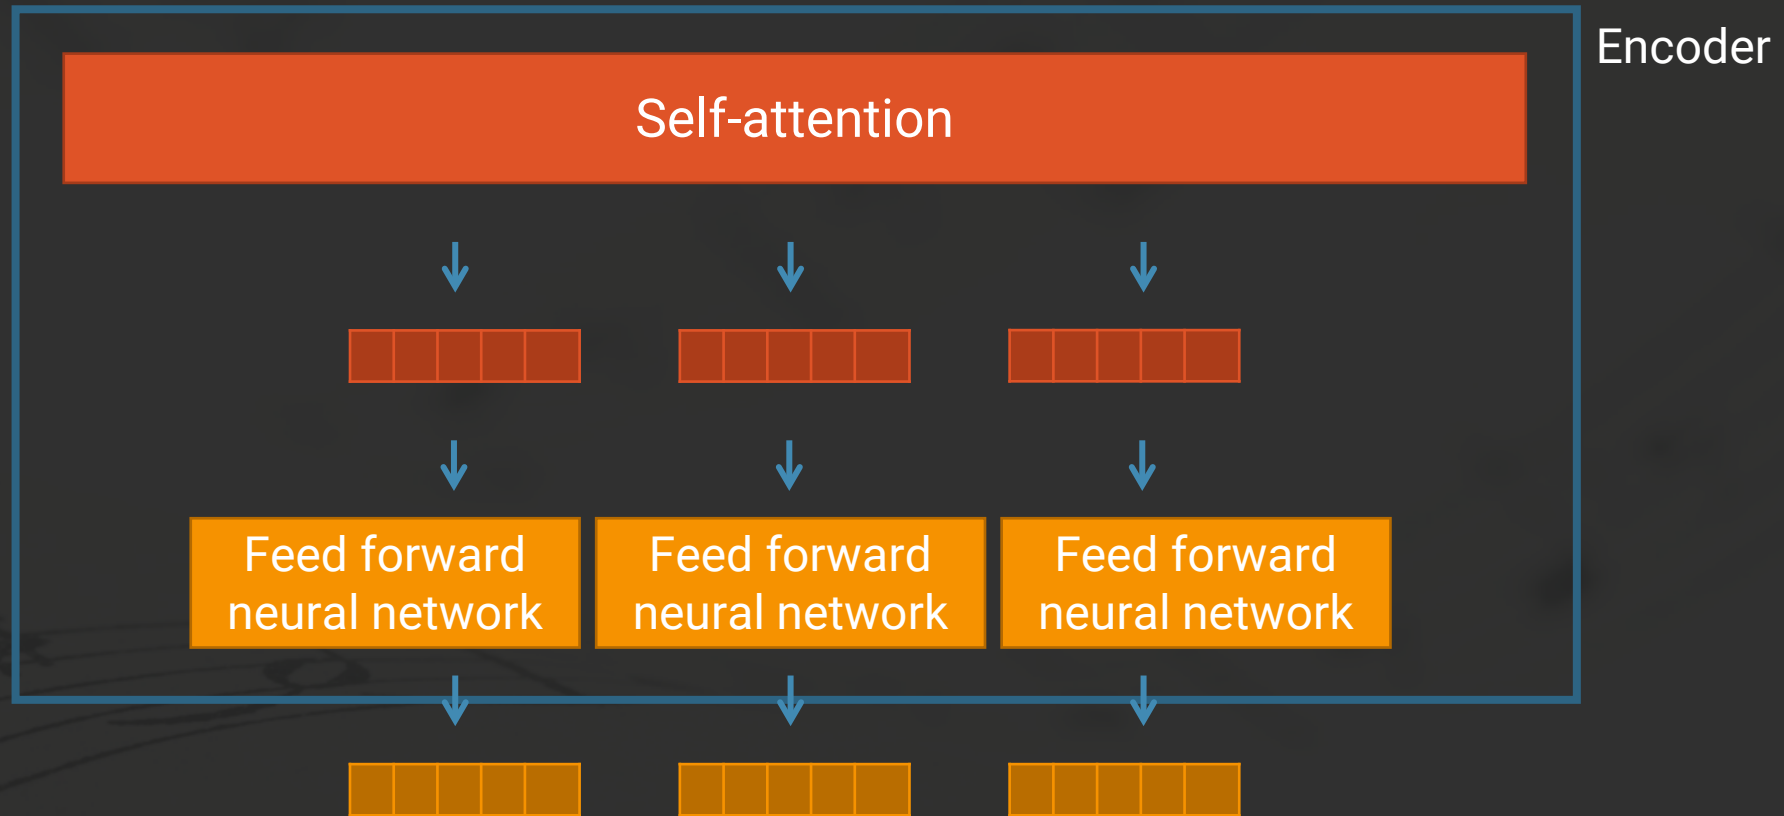 Encoder
Self-attention
Feed forward
neural network
Feed forward
neural network
Feed forward
neural network